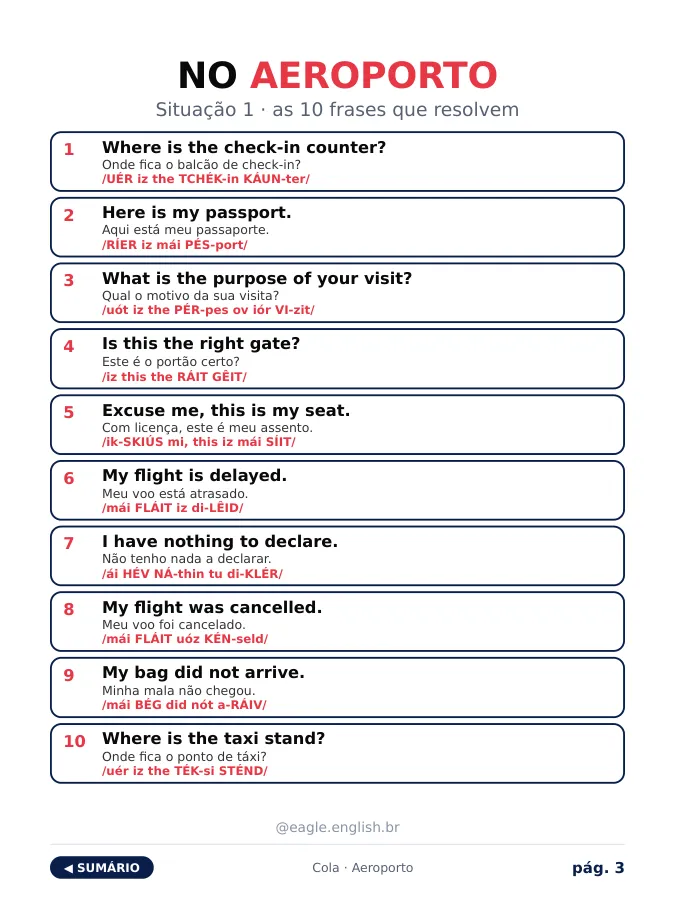 NO AEROPORTO
Situação 1 · as 10 frases que resolvem
1
Where is the check-in counter?
Onde fica o balcão de check-in?
/UÉR iz the TCHÉK-in KÁUN-ter/
2
Here is my passport.
Aqui está meu passaporte.
/RÍER iz mái PÉS-port/
3
What is the purpose of your visit?
Qual o motivo da sua visita?
/uót iz the PÉR-pes ov iór VI-zit/
4
Is this the right gate?
Este é o portão certo?
/iz this the RÁIT GÊIT/
5
Excuse me, this is my seat.
Com licença, este é meu assento.
/ik-SKIÚS mi, this iz mái SÍIT/
6
My flight is delayed.
Meu voo está atrasado.
/mái FLÁIT iz di-LÊID/
7
I have nothing to declare.
Não tenho nada a declarar.
/ái HÉV NÁ-thin tu di-KLÉR/
8
My flight was cancelled.
Meu voo foi cancelado.
/mái FLÁIT uóz KÉN-seld/
9
My bag did not arrive.
Minha mala não chegou.
/mái BÉG did nót a-RÁIV/
10
Where is the taxi stand?
Onde fica o ponto de táxi?
/uér iz the TÉK-si STÉND/
@eagle.english.br
◀ SUMÁRIO
Cola · Aeroporto
pág. 3